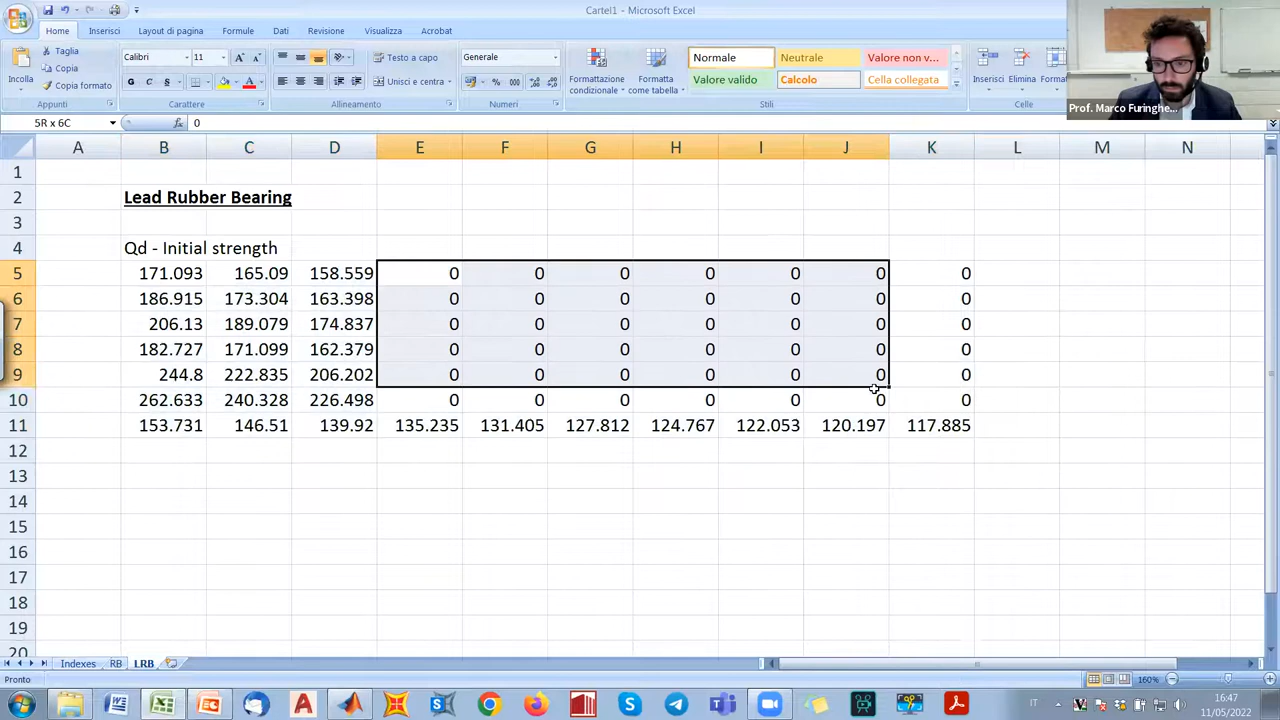 Cartel1 - Microsoft Excel
Home Inserisci Layout di pagina Formule Dati Revisione Visualizza Acrobat
Incolla
Taglia
Copia
Copia formato
Appunti
Calibri 11
G C S
Carattere
Testo a capo
Unisci e centra
Allineamento
Generale
% 000
Numeri
Formattazione condizionale
Formatta come tabella
Normale Neutrale Valore non v...
Valore valido Calcolo Cella collegata
Stili
Inserisci Elimina Forma
Celle
Prof. Marco Furinghe...
5R x 6C fx 0
A B C D E F G H I J K L M N
1
2 Lead Rubber Bearing
3
4 Qd - Initial strength
5 171.093 165.09 158.559 0 0 0 0 0 0 0
6 186.915 173.304 163.398 0 0 0 0 0 0 0
7 206.13 189.079 174.837 0 0 0 0 0 0 0
8 182.727 171.099 162.379 0 0 0 0 0 0 0
9 244.8 222.835 206.202 0 0 0 0 0 0 0
10 262.633 240.328 226.498 0 0 0 0 0 0 0
11 153.731 146.51 139.92 135.235 131.405 127.812 124.767 122.053 120.197 117.885
12
13
14
15
16
17
18
19
20
Indexes RB LRB
Pronto
160%
IT
16:47
11/05/2022